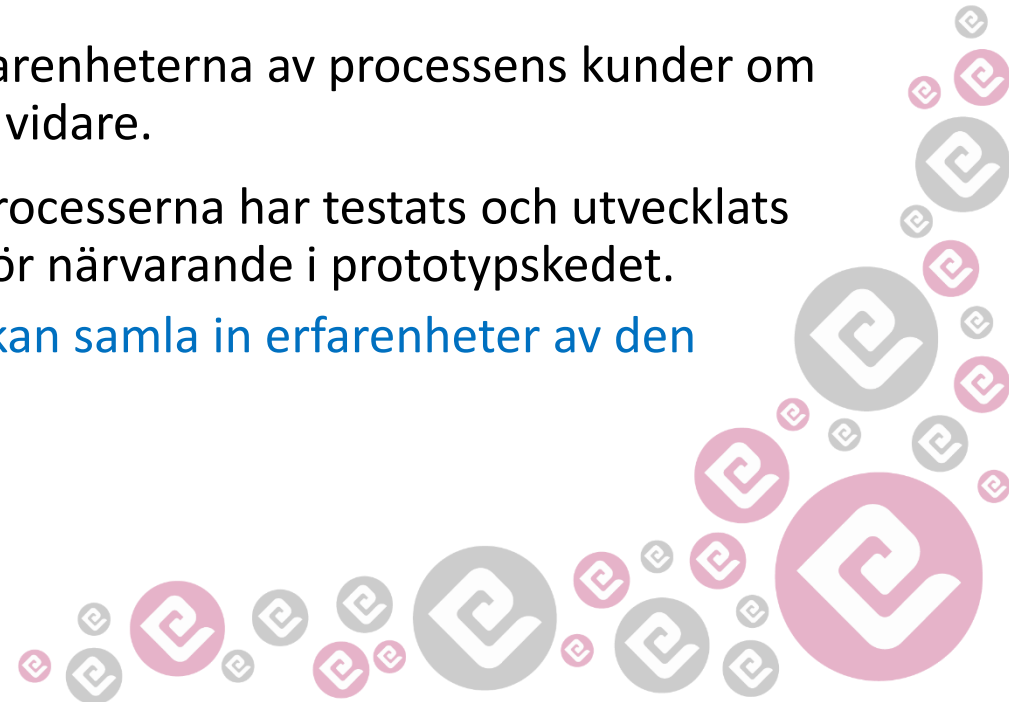 arenheterna av processens kunder om
vidare.
rocesserna har testats och utvecklats
ör närvarande i prototypskedet.
kan samla in erfarenheter av den